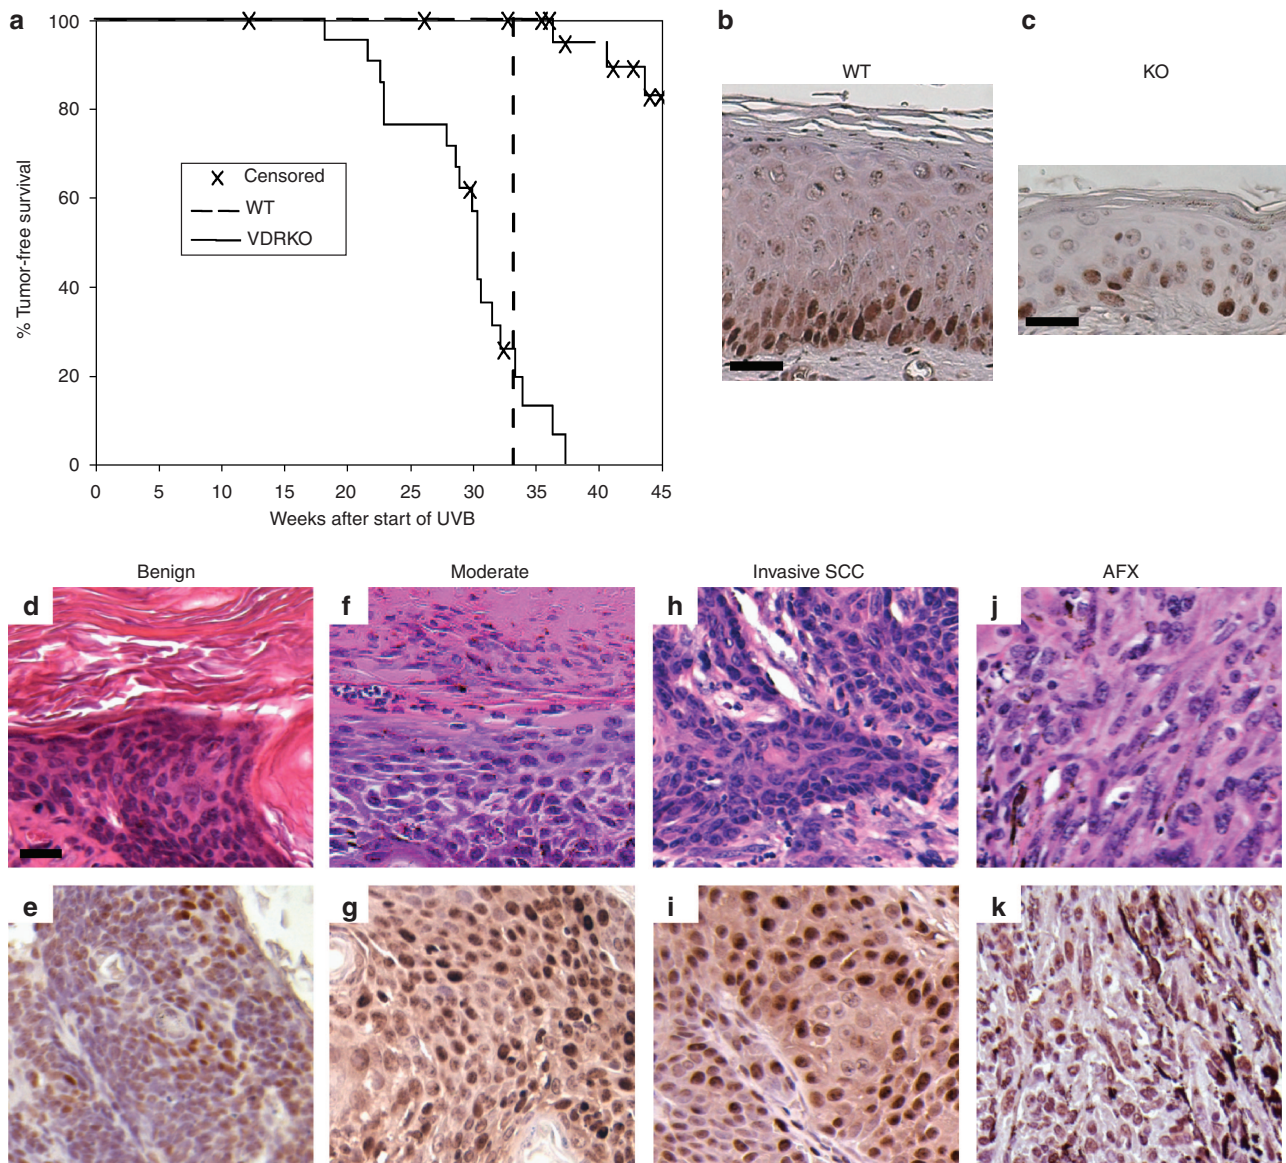 a
100
80
60
40
20
0
% Tumor-free survival
Censored
WT
VDRKO
0 5 10 15 20 25 30 35 40 45
Weeks after start of UVB
b
WT
c
KO
Benign Moderate Invasive SCC AFX
d f h j
e g i k